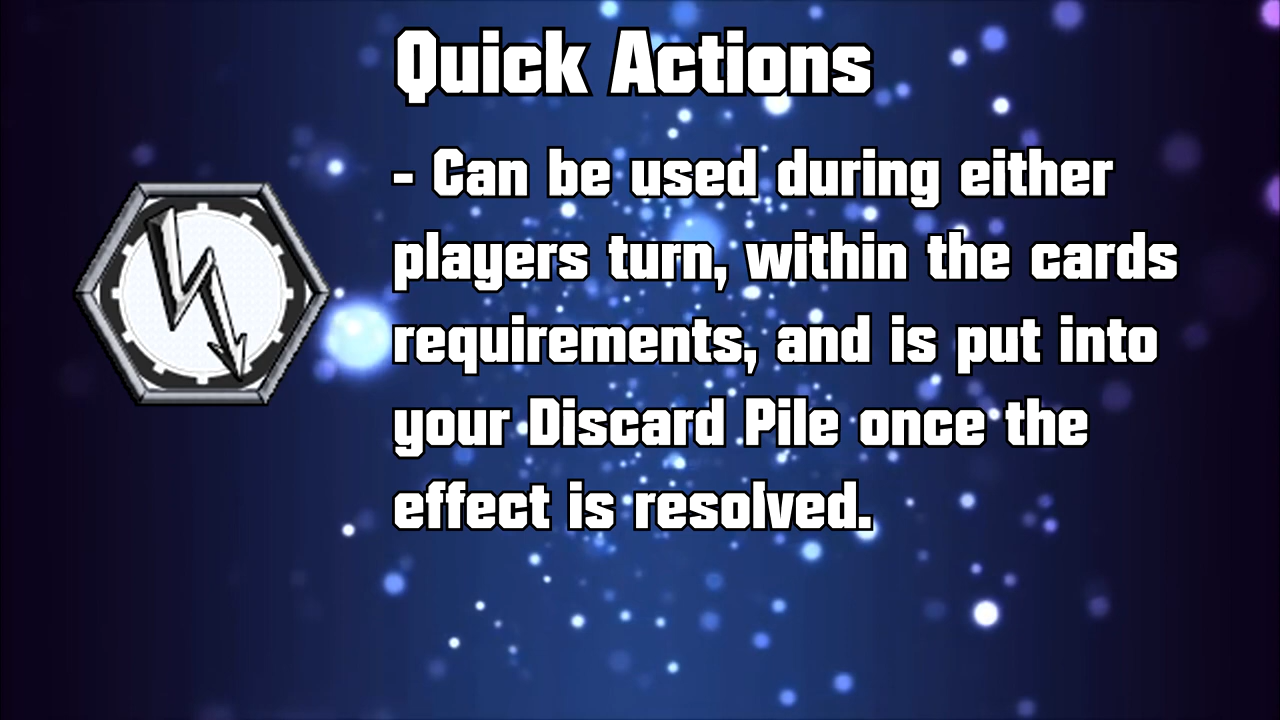 Quick Actions
- Can be used during either
players turn, within the cards
requirements, and is put into
your Discard Pile once the
effect is resolved.